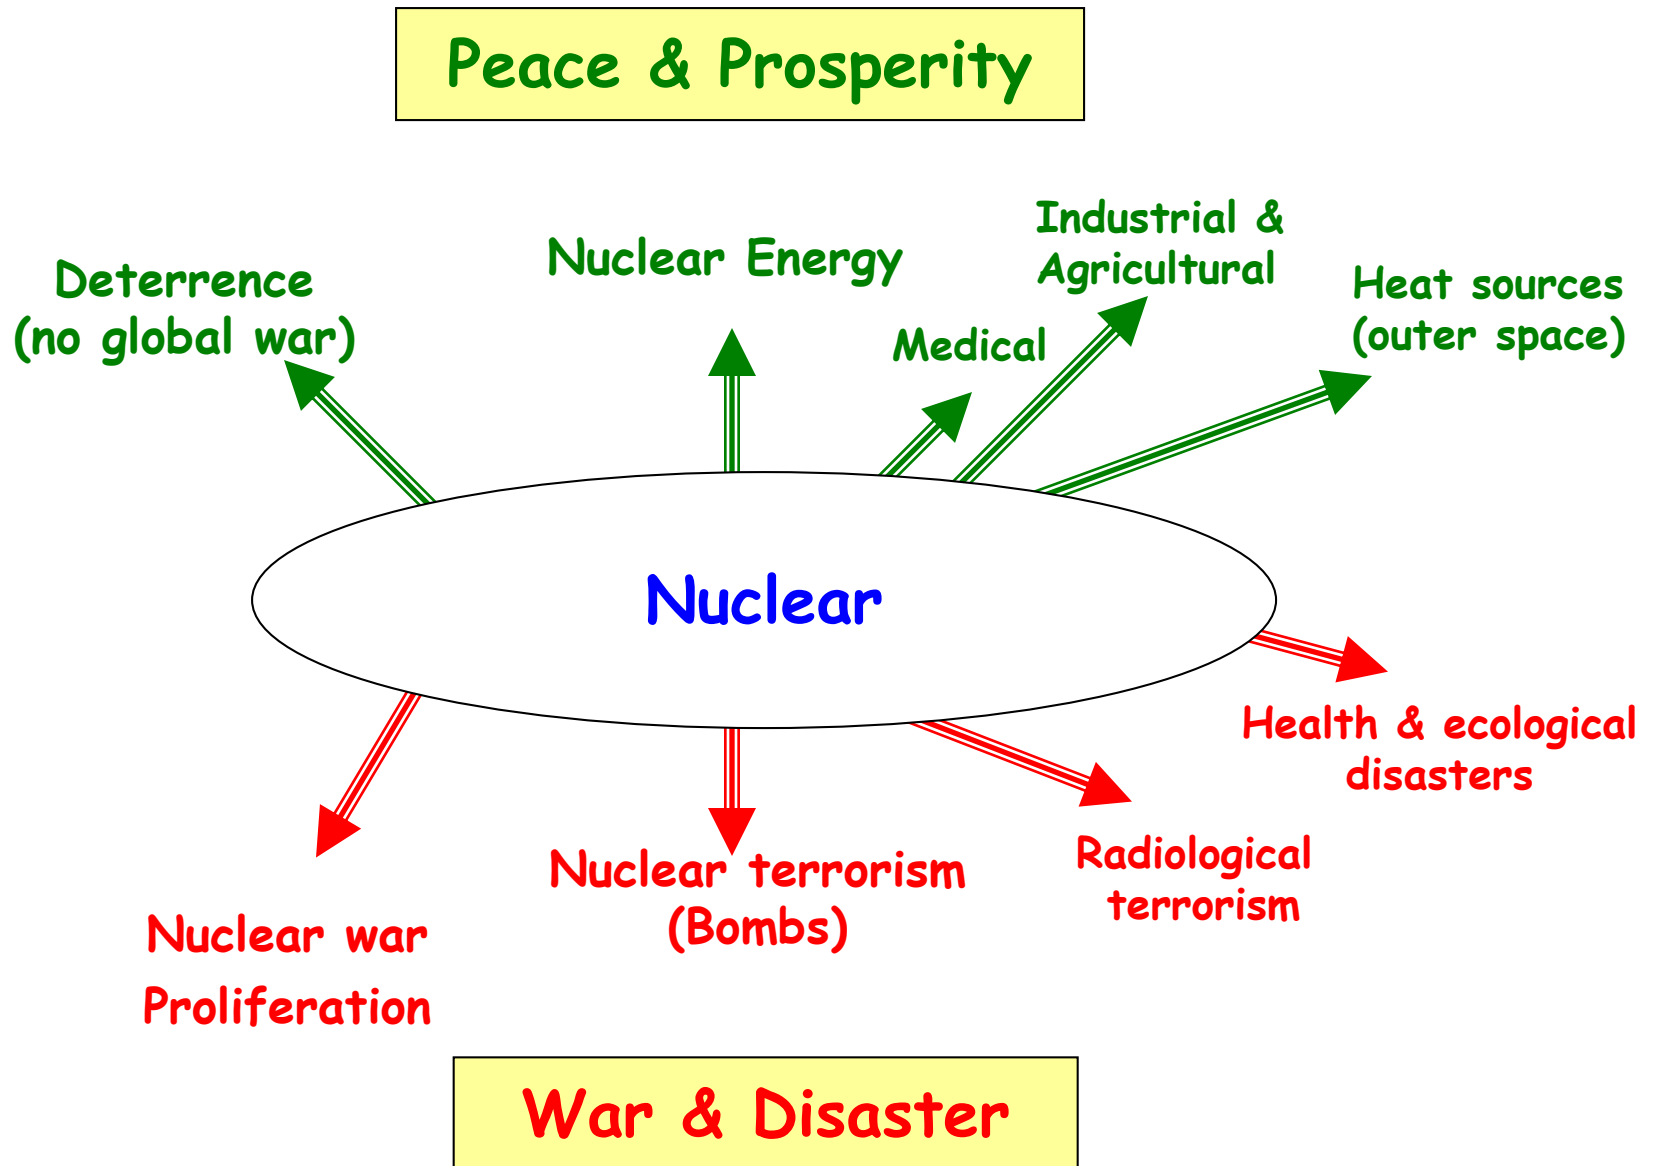 Peace & Prosperity
Deterrence
(no global war)
Nuclear Energy
Medical
Industrial &
Agricultural
Heat sources
(outer space)
Nuclear
Nuclear war
Proliferation
Nuclear terrorism
(Bombs)
Radiological
terrorism
Health & ecological
disasters
War & Disaster